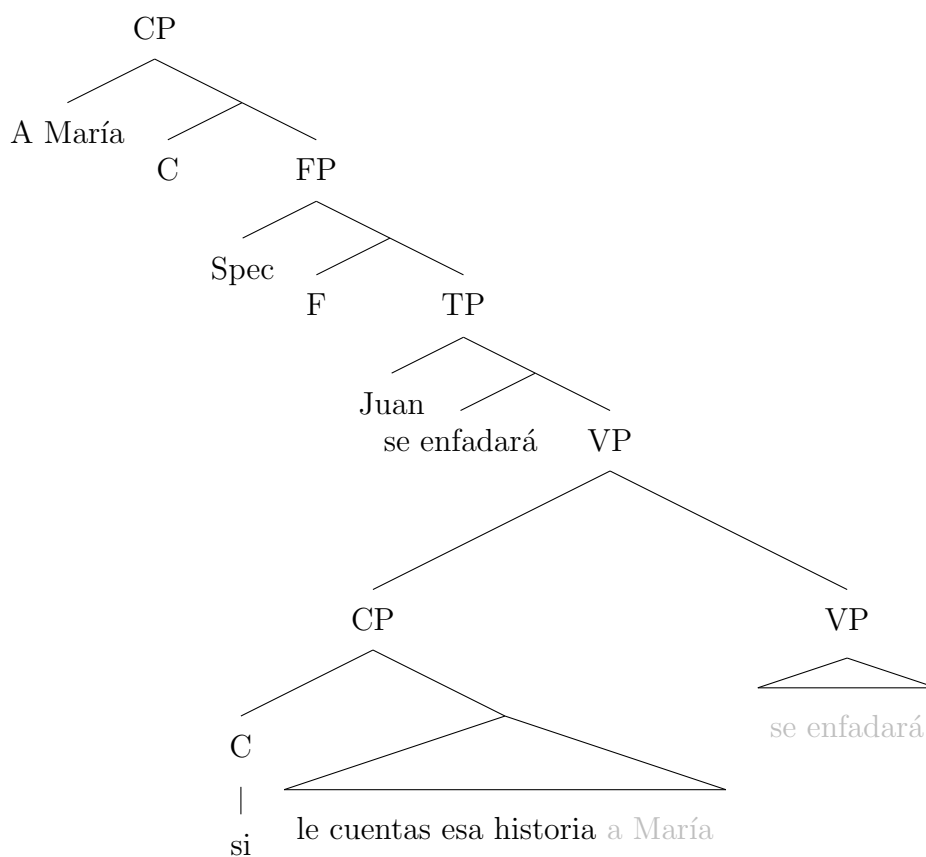 CP
A María
C
FP
Spec
F
TP
Juan
se enfadará
VP
CP
VP
C
se enfadará
si
le cuentas esa historia a María